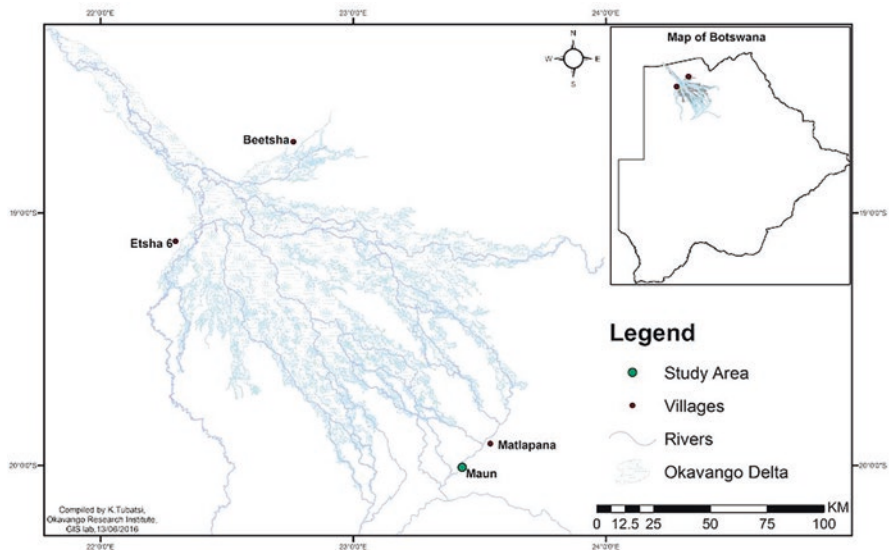 22°0'0"E
23°0'0"E
24°0'0"E
N
W E
S
Map of Botswana
Beetsha
19°0'0"S
19°0'0"S
Etsha 6
Legend
Study Area
Villages
Matlapana
Rivers
20°0'0"S
Maun
Okavango Delta
20°0'0"S
Compiled by K.Tubatsi,
Okavango Research Institute,
GIS lab,13/06/2016
KM
0 12.5 25 50 75 100
22°0'0"E
23°0'0"E
24°0'0"E